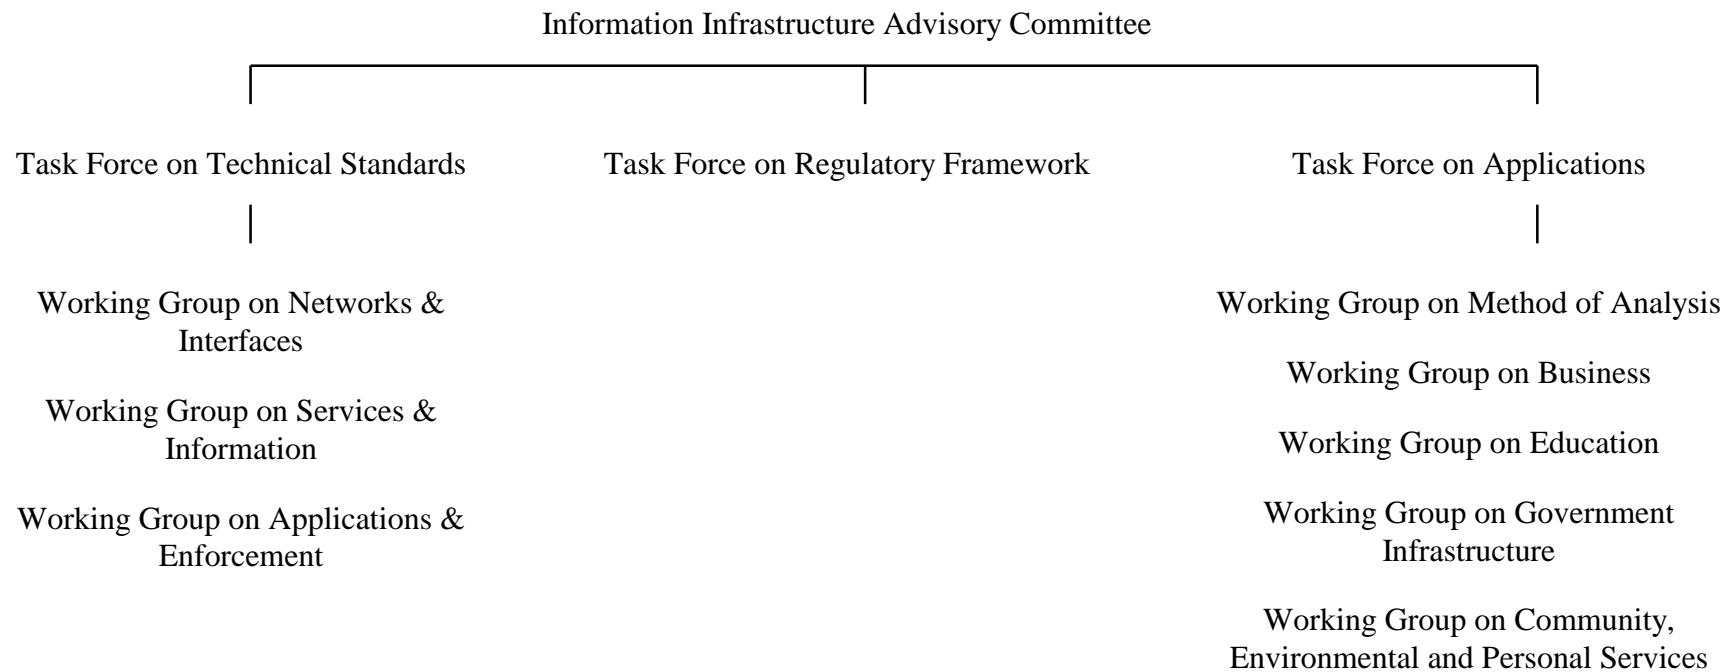 Information Infrastructure Advisory Committee
Task Force on Technical Standards
Task Force on Regulatory Framework
Task Force on Applications
Working Group on Networks &
Interfaces
Working Group on Services &
Information
Working Group on Applications &
Enforcement
Working Group on Method of Analysis
Working Group on Business
Working Group on Education
Working Group on Government
Infrastructure
Working Group on Community,
Environmental and Personal Services